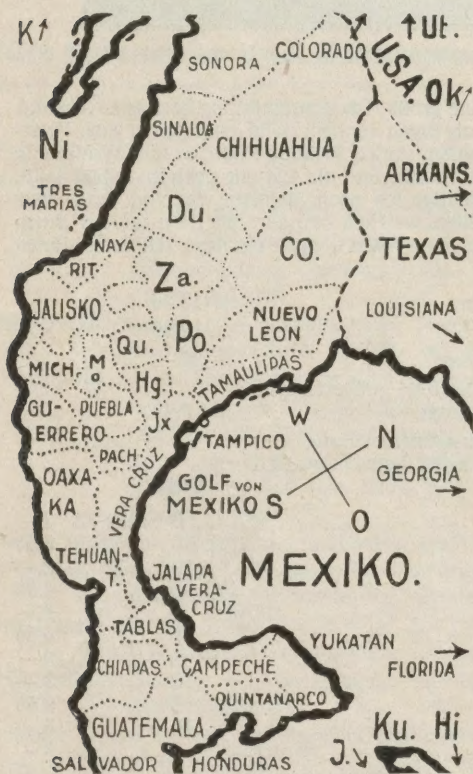 K
Ut.
U.S.A.
Ok
SONORA
COLORADO
SINALOA
CHIHUAHUA
ARKANS.
Ni
TRES
MARIAS
Du.
CO.
TEXAS
NAYA-
RIT
Za.
JALISKO
NUEVO
LEON
LOUISIANA
Qu.
Po.
MICH.
Mo
Hg.
TAMAULIPAS
GU-
ERRERO
PUEBLA
Jx
PACH
TAMPICO
W
N
S
O
GOLF VON
MEXIKO
GEORGIA
OAXA-
KA
VERA CRUZ
MEXIKO.
TEHUAN-
T.
JALAPA
VERA-
CRUZ
TABLAS
YUKATAN
CHIAPAS
CAMPECHE
FLORIDA
QUINTANARCO
GUATEMALA
Ku.
Hi
J.
SALVADOR
HONDURAS